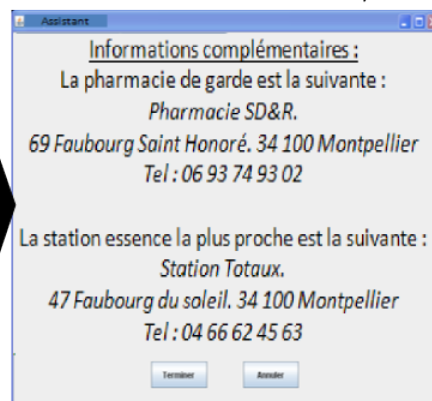 Assistant
Informations complémentaires :
La pharmacie de garde est la suivante :
Pharmacie SD&R.
69 Faubourg Saint Honoré. 34 100 Montpellier
Tel : 06 93 74 93 02
La station essence la plus proche est la suivante :
Station Totaux.
47 Faubourg du soleil. 34 100 Montpellier
Tel : 04 66 62 45 63
Terminer Annuler